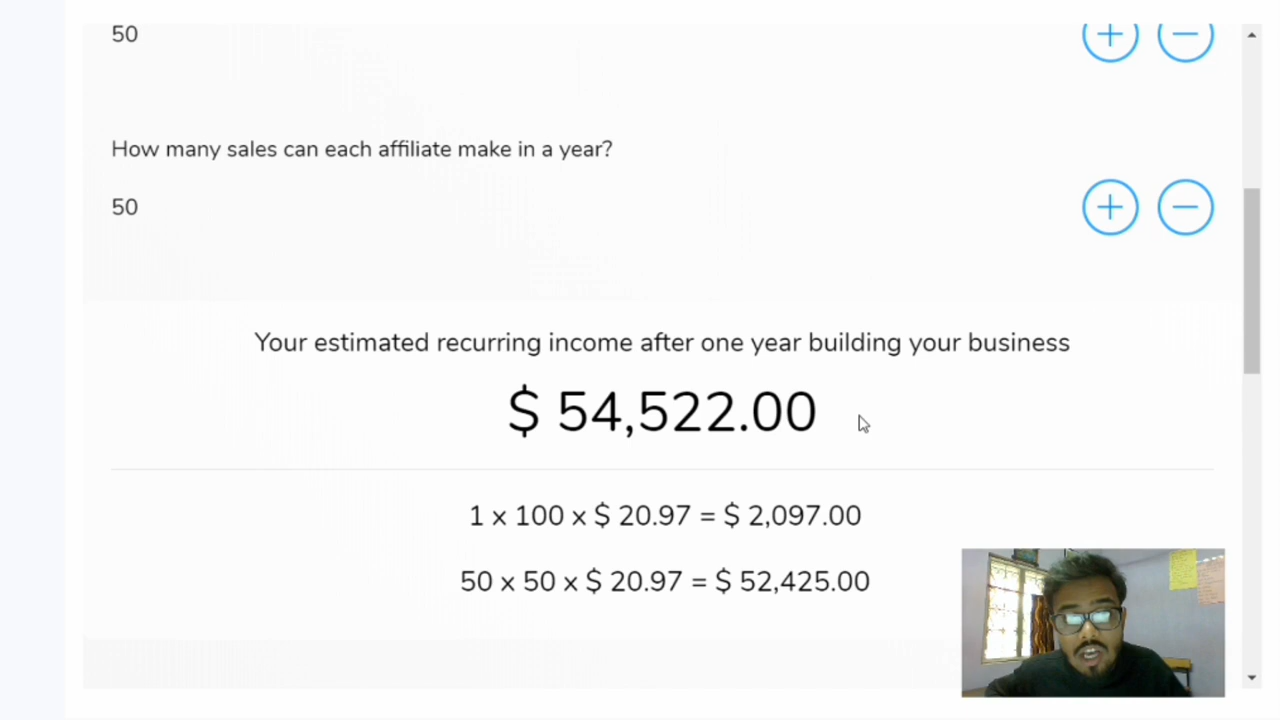 50
How many sales can each affiliate make in a year?
50
Your estimated recurring income after one year building your business
$ 54,522.00
1 x 100 x $ 20.97 = $ 2,097.00
50 x 50 x $ 20.97 = $ 52,425.00